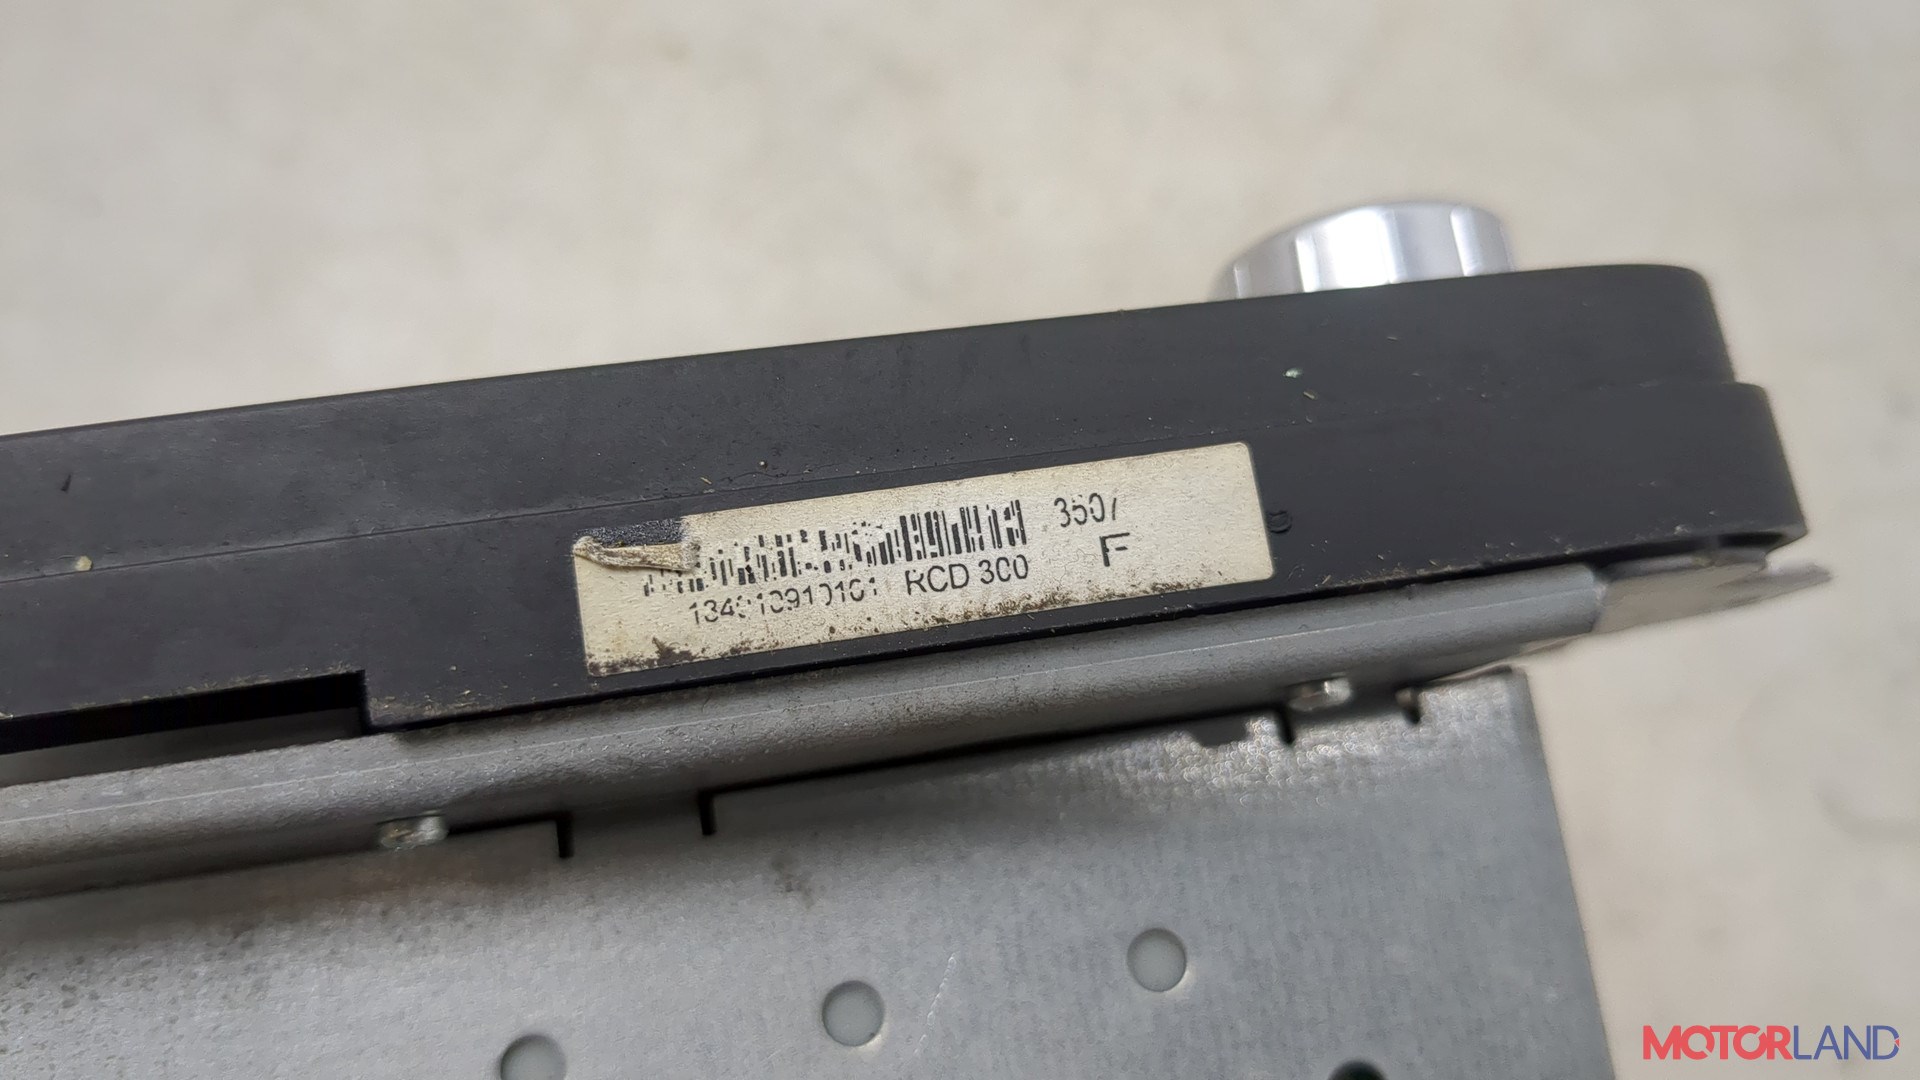 3507
RCD 300
F
MOTORLAND